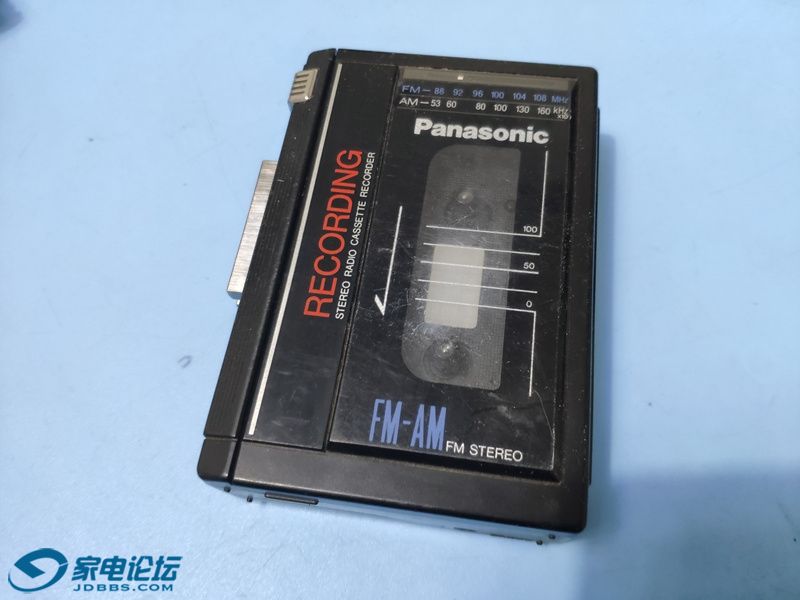 FM — 88 92 96 100 104 108 MHz
AM — 53 60 80 100 130 160 kHz
X10
Panasonic
RECORDING
STEREO RADIO CASSETTE RECORDER
100
50
0
FM-AM
FM STEREO
家电论坛
JDBBS.COM